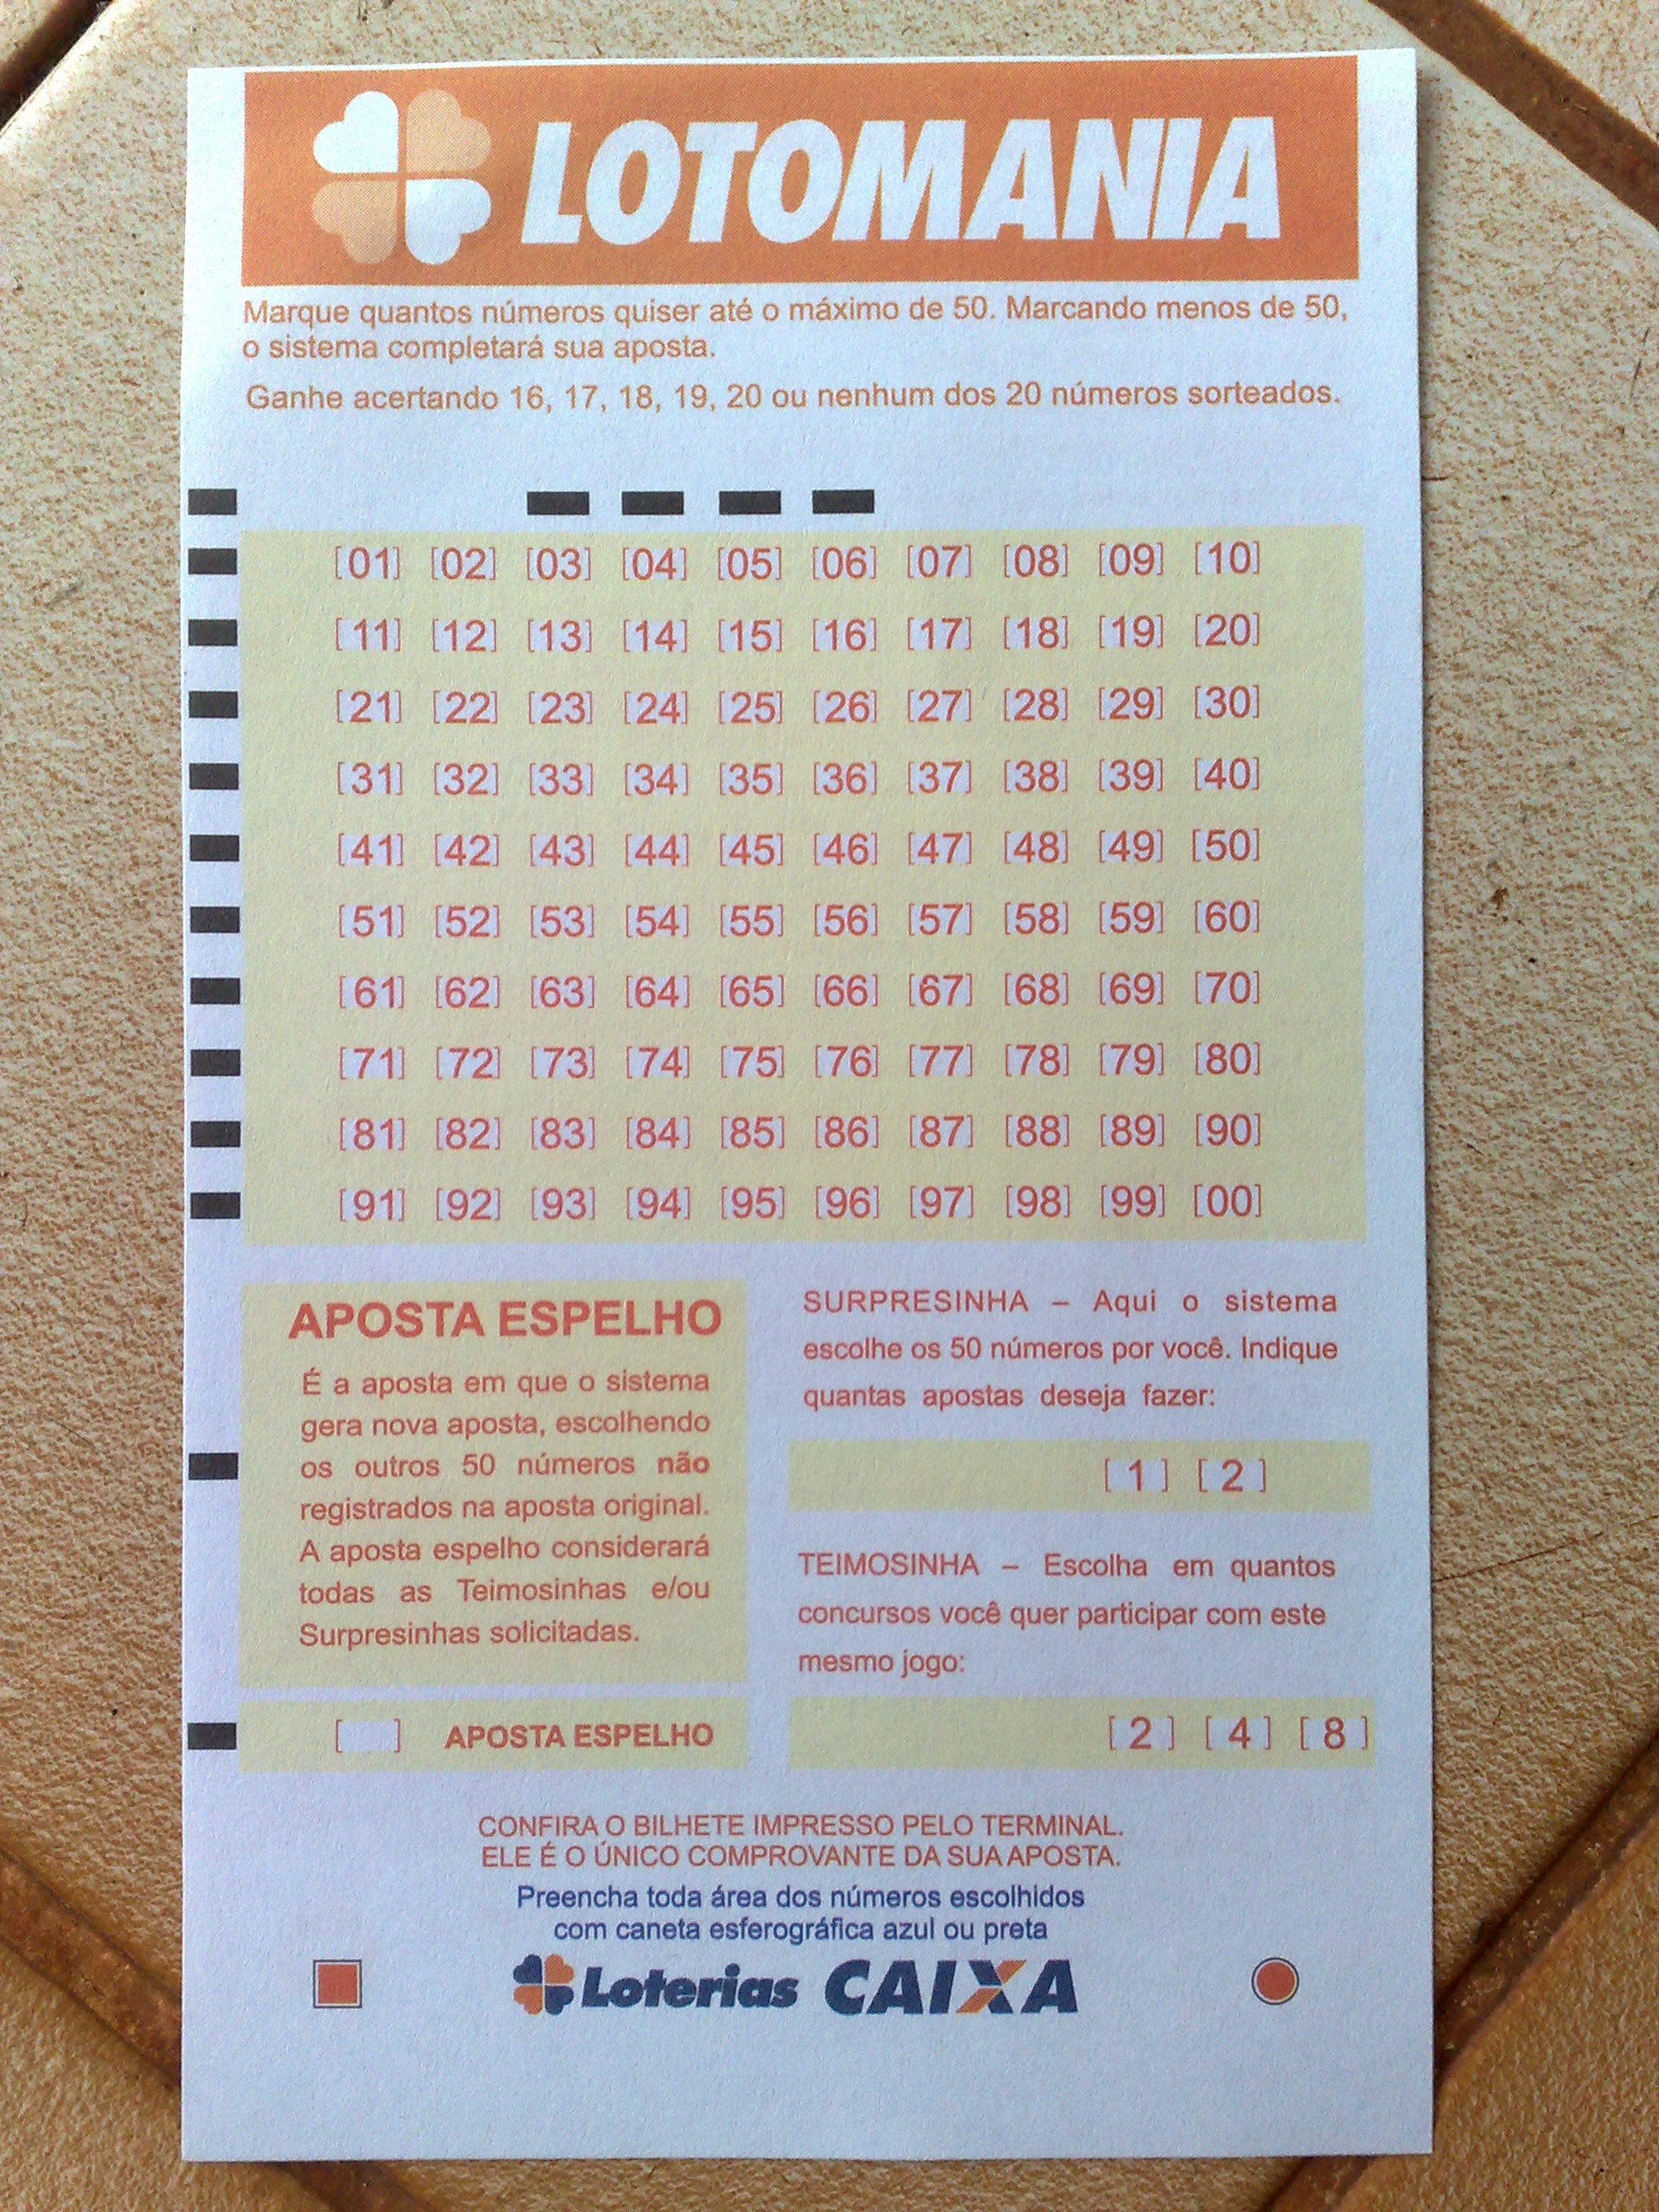 LOTOMANIA
Marque quantos números quiser até o máximo de 50. Marcando menos de 50,
o sistema completará sua aposta.
Ganhe acertando 16, 17, 18, 19, 20 ou nenhum dos 20 números sorteados.
[01] [02] [03] [04] [05] [06] [07] [08] [09] [10]
[11] [12] [13] [14] [15] [16] [17] [18] [19] [20]
[21] [22] [23] [24] [25] [26] [27] [28] [29] [30]
[31] [32] [33] [34] [35] [36] [37] [38] [39] [40]
[41] [42] [43] [44] [45] [46] [47] [48] [49] [50]
[51] [52] [53] [54] [55] [56] [57] [58] [59] [60]
[61] [62] [63] [64] [65] [66] [67] [68] [69] [70]
[71] [72] [73] [74] [75] [76] [77] [78] [79] [80]
[81] [82] [83] [84] [85] [86] [87] [88] [89] [90]
[91] [92] [93] [94] [95] [96] [97] [98] [99] [00]
APOSTA ESPELHO
É a aposta em que o sistema
gera nova aposta, escolhendo
os outros 50 números não
registrados na aposta original.
A aposta espelho considerará
todas as Teimosinhas e/ou
Surpresinhas solicitadas.
[ ] APOSTA ESPELHO
SURPRESINHA – Aqui o sistema
escolhe os 50 números por você. Indique
quantas apostas deseja fazer:
[ 1 ] [ 2 ]
TEIMOSINHA – Escolha em quantos
concursos você quer participar com este
mesmo jogo:
[ 2 ] [ 4 ] [ 8 ]
CONFIRA O BILHETE IMPRESSO PELO TERMINAL.
ELE É O ÚNICO COMPROVANTE DA SUA APOSTA.
Preencha toda área dos números escolhidos
com caneta esferográfica azul ou preta
Loterias CAIXA